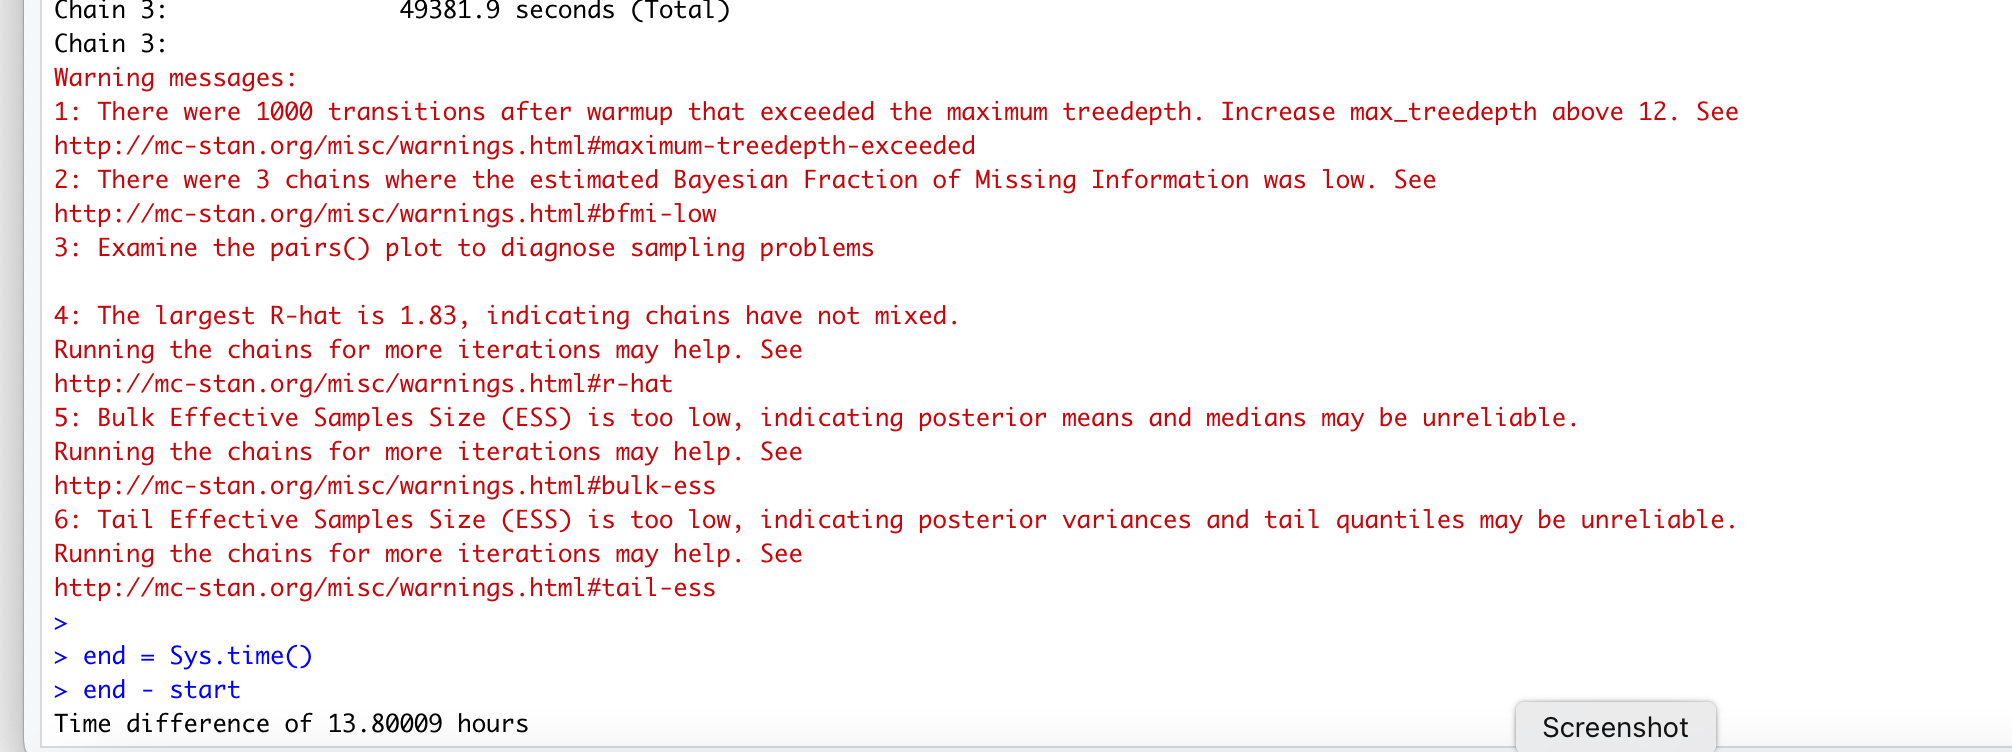 Chain 3:                49381.9 seconds (Total)
Chain 3:
Warning messages:
1: There were 1000 transitions after warmup that exceeded the maximum treedepth. Increase max_treedepth above 12. See
http://mc-stan.org/misc/warnings.html#maximum-treedepth-exceeded
2: There were 3 chains where the estimated Bayesian Fraction of Missing Information was low. See
http://mc-stan.org/misc/warnings.html#bfmi-low
3: Examine the pairs() plot to diagnose sampling problems
4: The largest R-hat is 1.83, indicating chains have not mixed.
Running the chains for more iterations may help. See
http://mc-stan.org/misc/warnings.html#r-hat
5: Bulk Effective Samples Size (ESS) is too low, indicating posterior means and medians may be unreliable.
Running the chains for more iterations may help. See
http://mc-stan.org/misc/warnings.html#bulk-ess
6: Tail Effective Samples Size (ESS) is too low, indicating posterior variances and tail quantiles may be unreliable.
Running the chains for more iterations may help. See
http://mc-stan.org/misc/warnings.html#tail-ess
>
> end = Sys.time()
> end - start
Time difference of 13.80009 hours
Screenshot